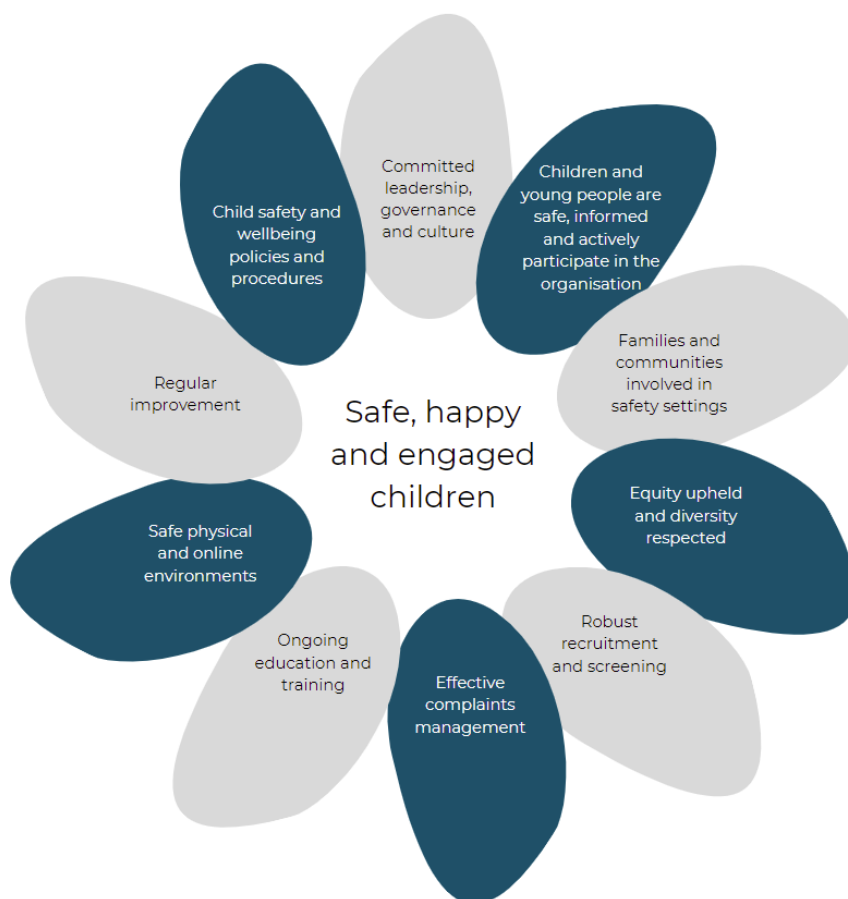 Committed
leadership,
governance
and culture
Children and
young people are
safe, informed
and actively
participate in the
organisation
Families and
communities
involved in
safety settings
Equity upheld
and diversity
respected
Robust
recruitment
and screening
Effective
complaints
management
Ongoing
education and
training
Safe physical
and online
environments
Regular
improvement
Child safety and
wellbeing
policies and
procedures
Safe, happy
and engaged
children